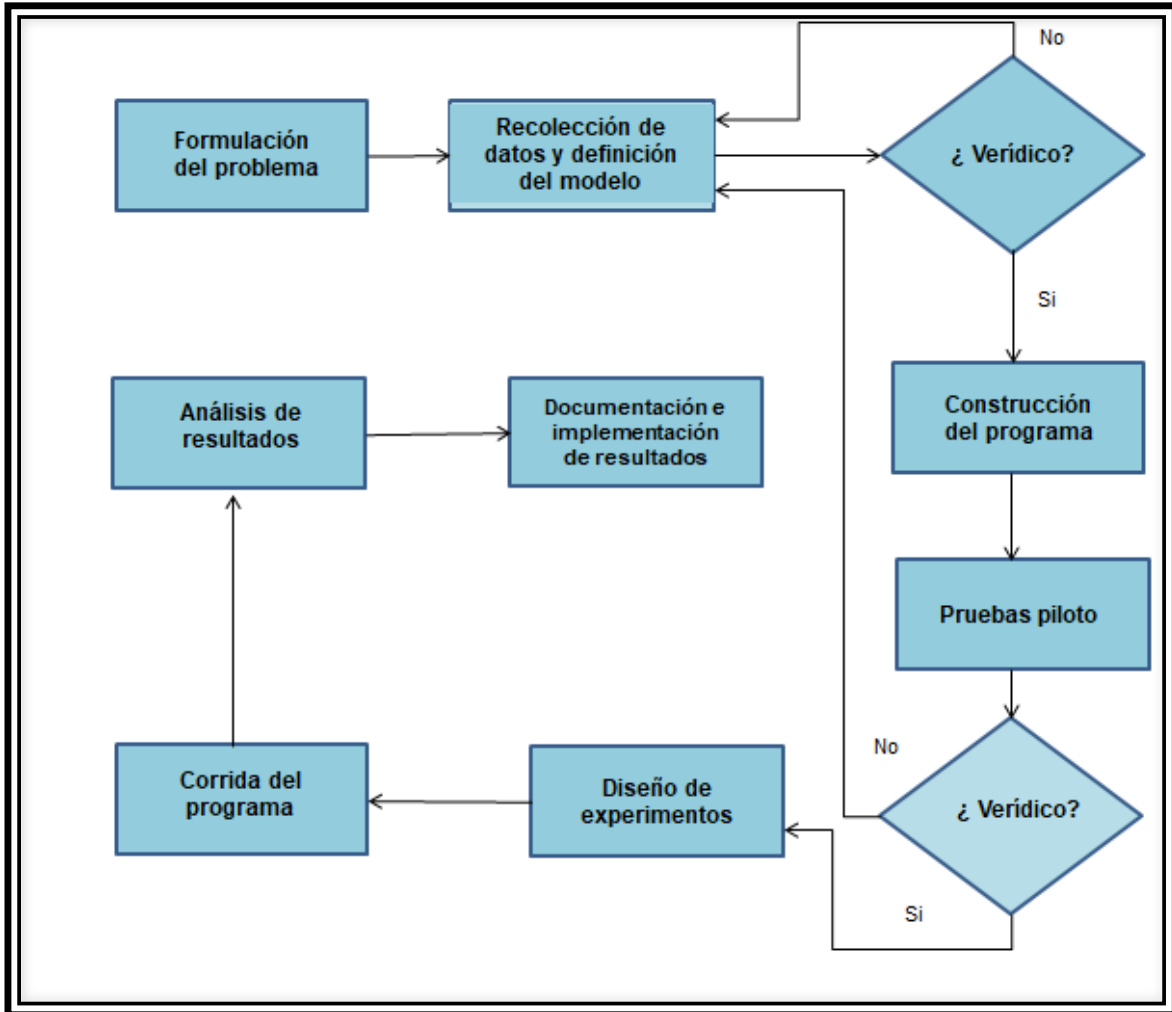 Formulación
del problema
Recolección de
datos y definición
del modelo
¿ Verídico?
No
Si
Construcción
del programa
Pruebas piloto
¿ Verídico?
No
Si
Diseño de
experimentos
Corrida del
programa
Análisis de
resultados
Documentación e
implementación
de resultados